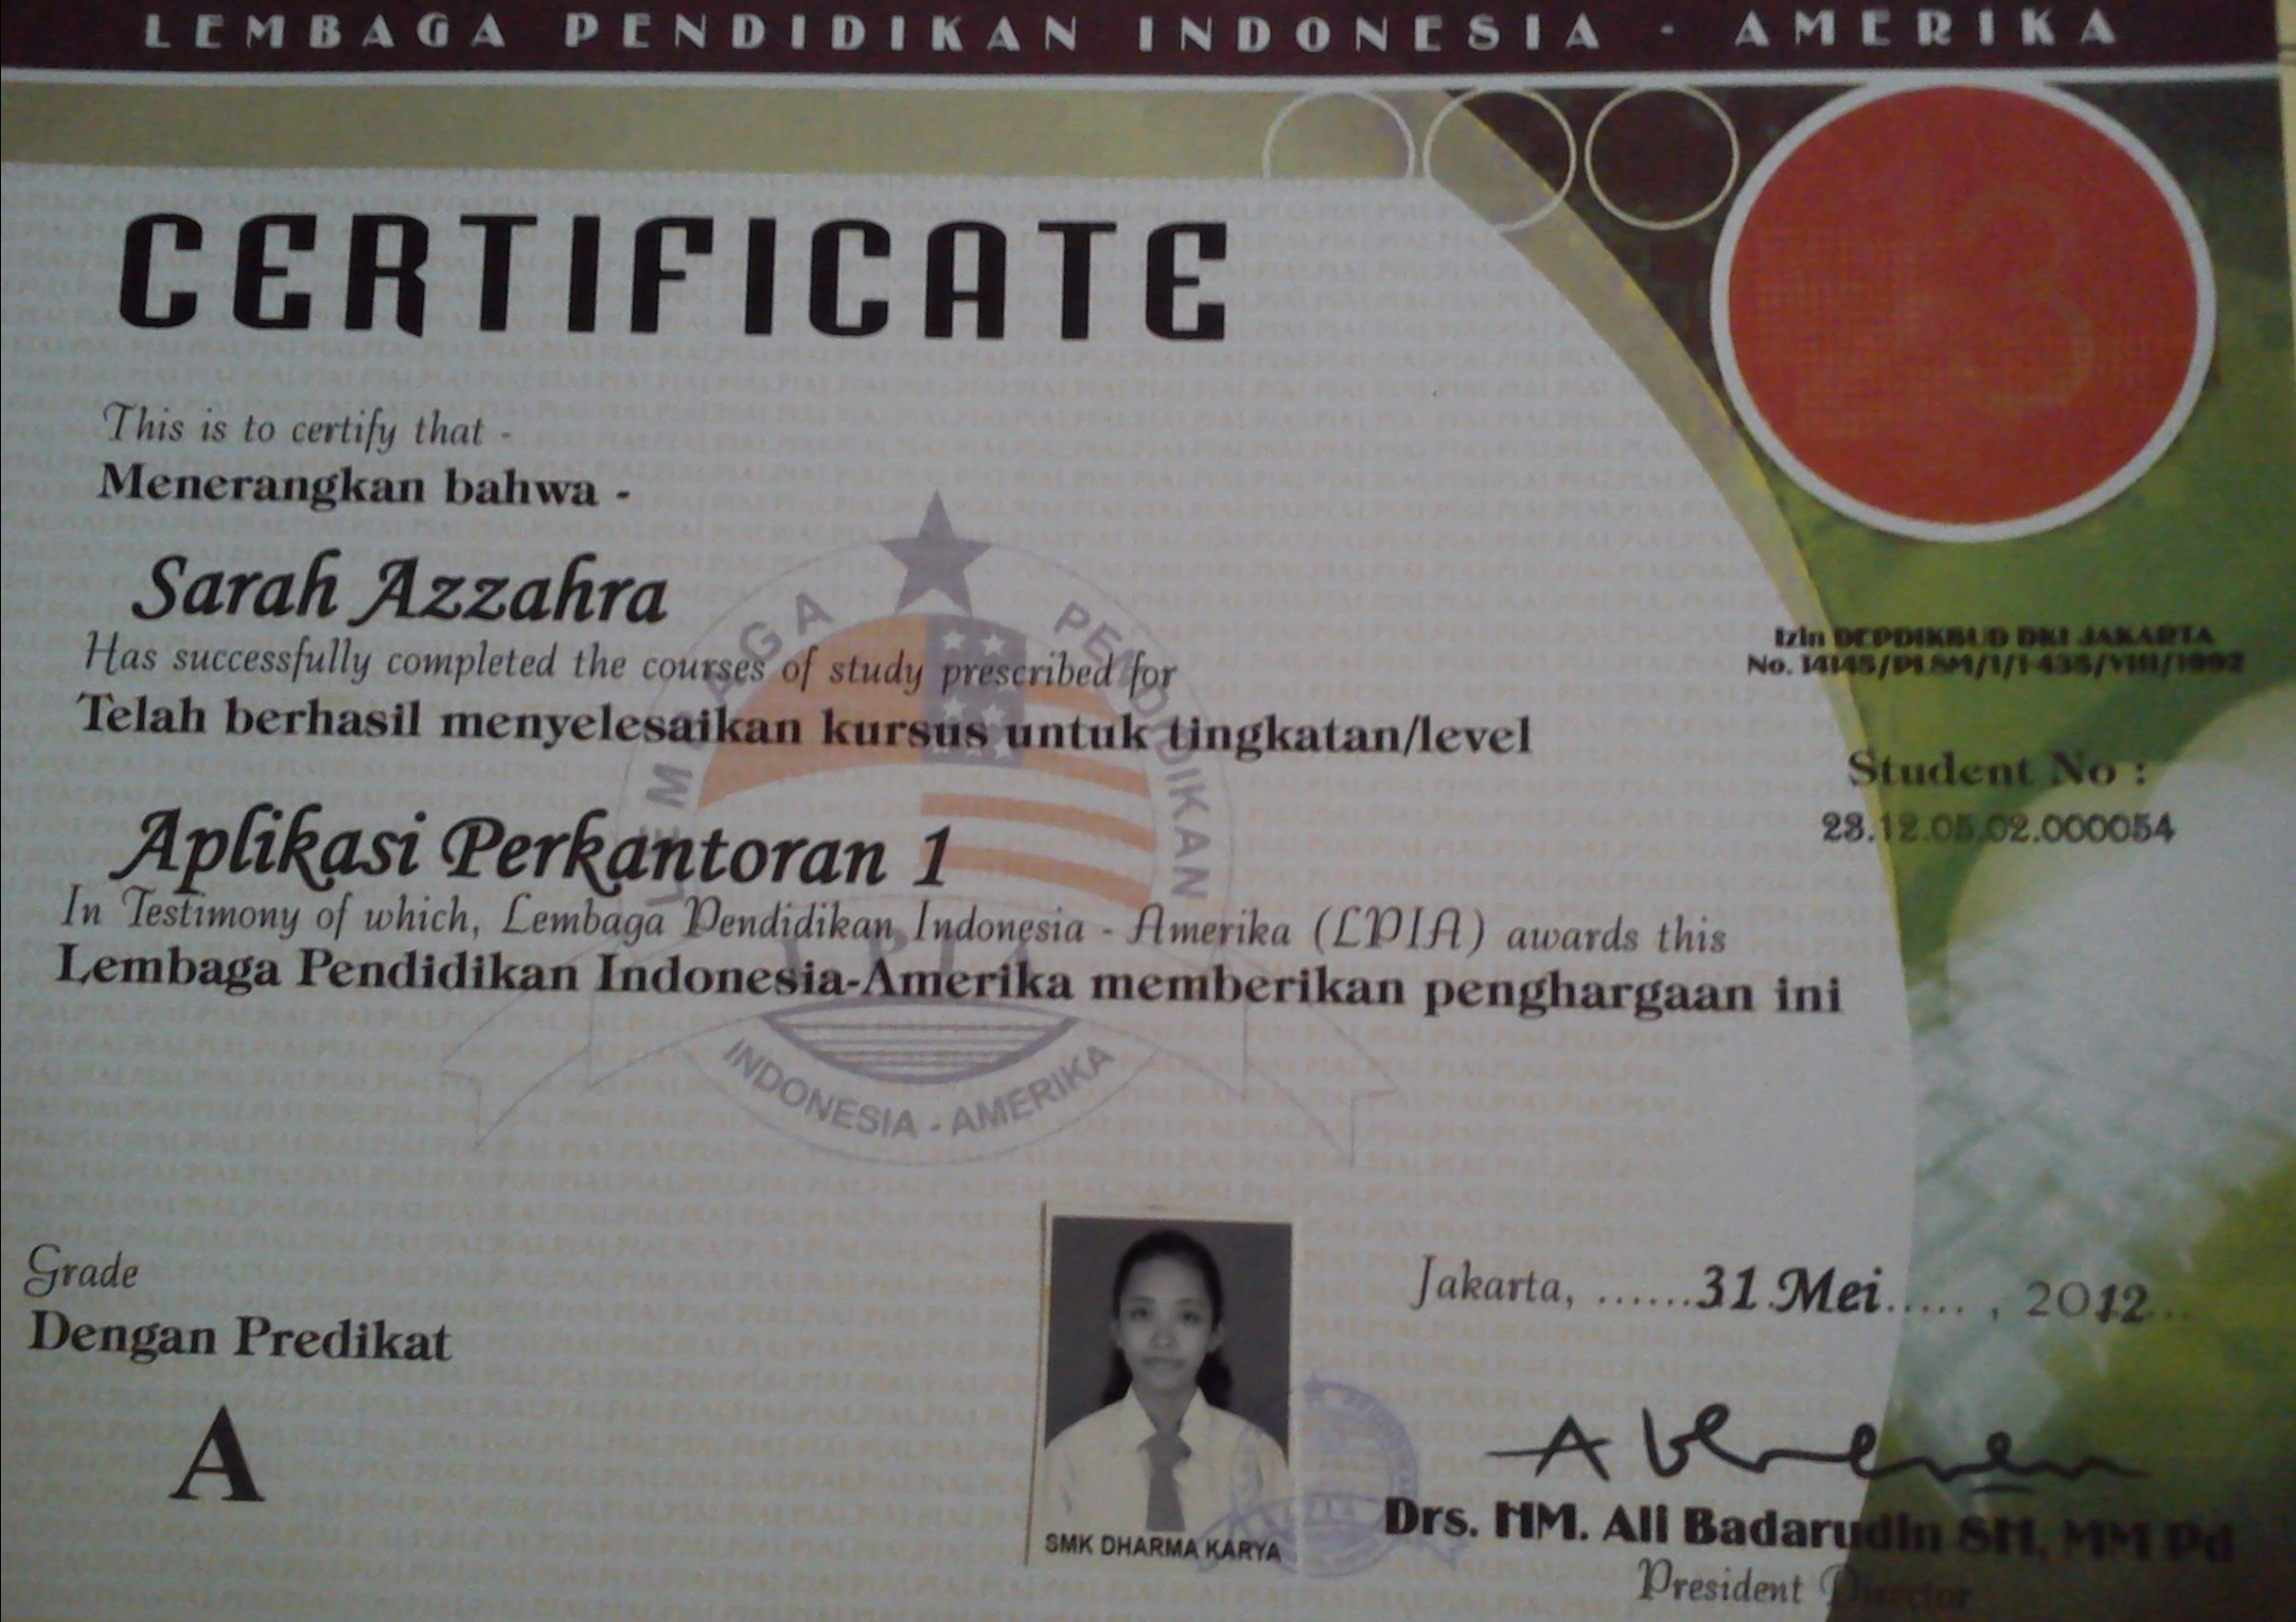 LEMBAGA PENDIDIKAN INDONESIA - AMERIKA
CERTIFICATE
This is to certify that -
Menerangkan bahwa -
Sarah Azzahra
Has successfully completed the courses of study prescribed for
Telah berhasil menyelesaikan kursus untuk tingkatan/level
Aplikasi Perkantoran 1
In Testimony of which, Lembaga Pendidikan Indonesia - Amerika (LPIA) awards this
Lembaga Pendidikan Indonesia-Amerika memberikan penghargaan ini
LEMBAGA PENDIDIKAN
INDONESIA - AMERIKA
Izin DEPDIKBUD DKI JAKARTA
No. 14145/PLSM/1/1-435/VIII/1992
Student No :
28.12.05.02.000054
Grade
Dengan Predikat
A
SMK DHARMA KARYA
Jakarta, ......31.Mei....., 2012...
Drs. HM. Ali Badarudin SH, MM Pd
President Director